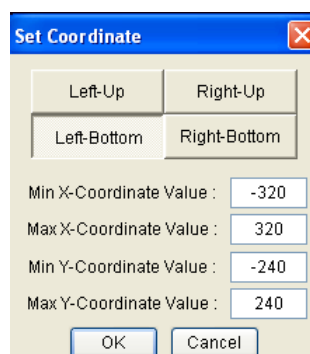 Set Coordinate
Left-Up Right-Up
Left-Bottom Right-Bottom
Min X-Coordinate Value : -320
Max X-Coordinate Value : 320
Min Y-Coordinate Value : -240
Max Y-Coordinate Value : 240
OK Cancel